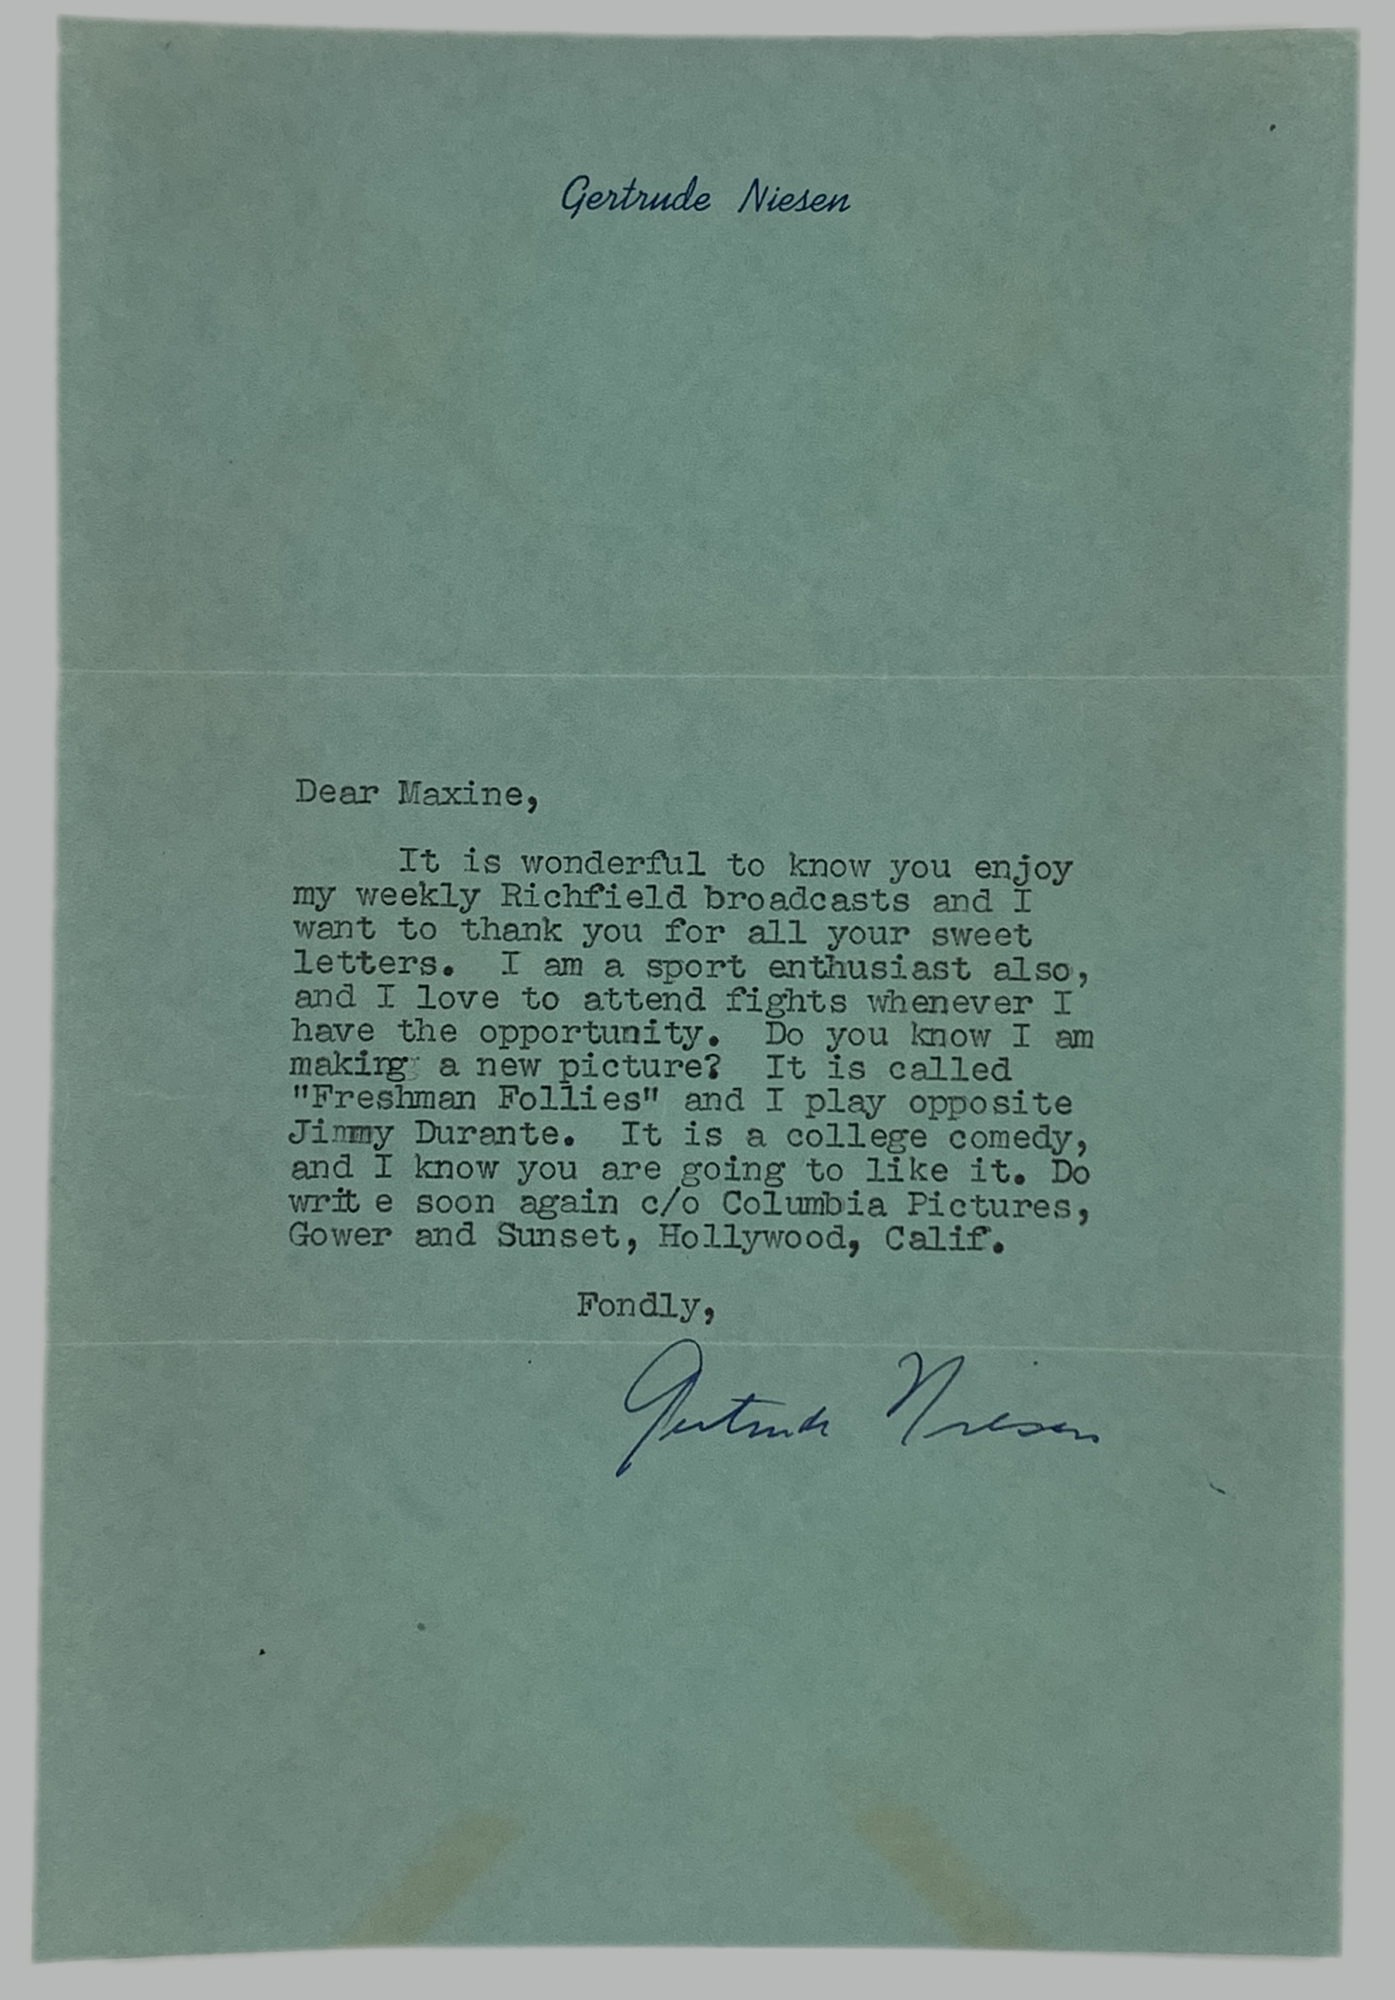 Gertrude Niesen
Dear Maxine,
It is wonderful to know you enjoy
my weekly Richfield broadcasts and I
want to thank you for all your sweet
letters. I am a sport enthusiast also,
and I love to attend fights whenever I
have the opportunity. Do you know I am
making a new picture? It is called
"Freshman Follies" and I play opposite
Jimmy Durante. It is a college comedy,
and I know you are going to like it. Do
writ e soon again c/o Columbia Pictures,
Gower and Sunset, Hollywood, Calif.
Fondly,
Gertrude Niesen